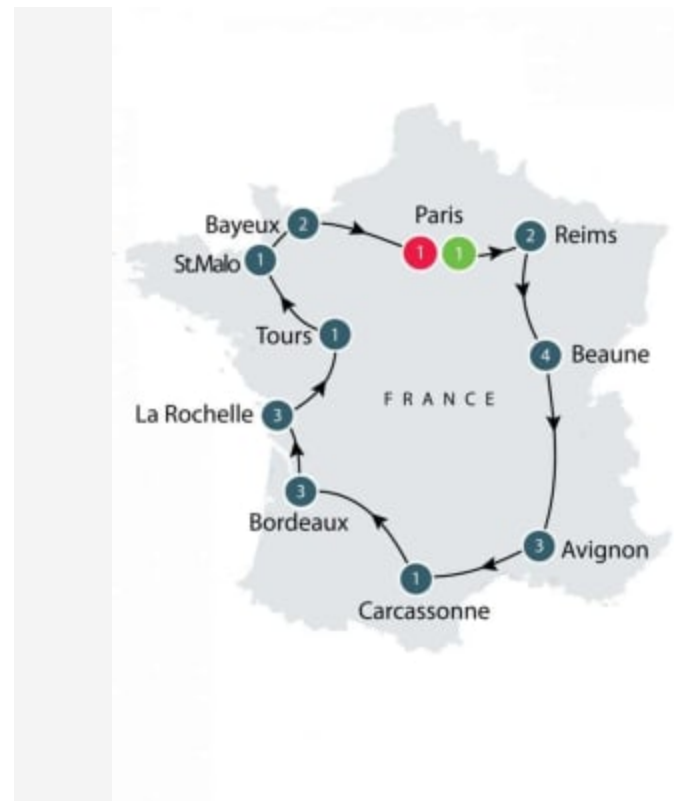 Paris
Bayeux 2
1 1
2 Reims
St.Malo 1
Tours 1
4 Beaune
FRANCE
La Rochelle 3
3
Bordeaux
3 Avignon
1
Carcassonne